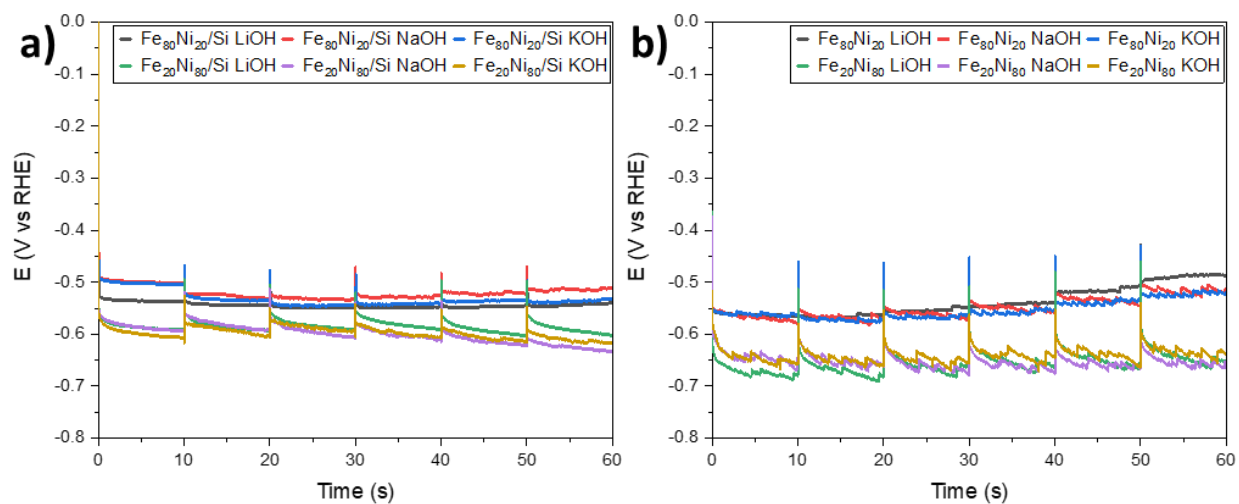 a)
Fe₈₀Ni₂₀/Si LiOH Fe₈₀Ni₂₀/Si NaOH Fe₈₀Ni₂₀/Si KOH
Fe₂₀Ni₈₀/Si LiOH Fe₂₀Ni₈₀/Si NaOH Fe₂₀Ni₈₀/Si KOH
E (V vs RHE)
0.0
-0.1
-0.2
-0.3
-0.4
-0.5
-0.6
-0.7
-0.8
0 10 20 30 40 50 60
Time (s)
b)
Fe₈₀Ni₂₀ LiOH Fe₈₀Ni₂₀ NaOH Fe₈₀Ni₂₀ KOH
Fe₂₀Ni₈₀ LiOH Fe₂₀Ni₈₀ NaOH Fe₂₀Ni₈₀ KOH
E (V vs RHE)
0.0
-0.1
-0.2
-0.3
-0.4
-0.5
-0.6
-0.7
-0.8
0 10 20 30 40 50 60
Time (s)